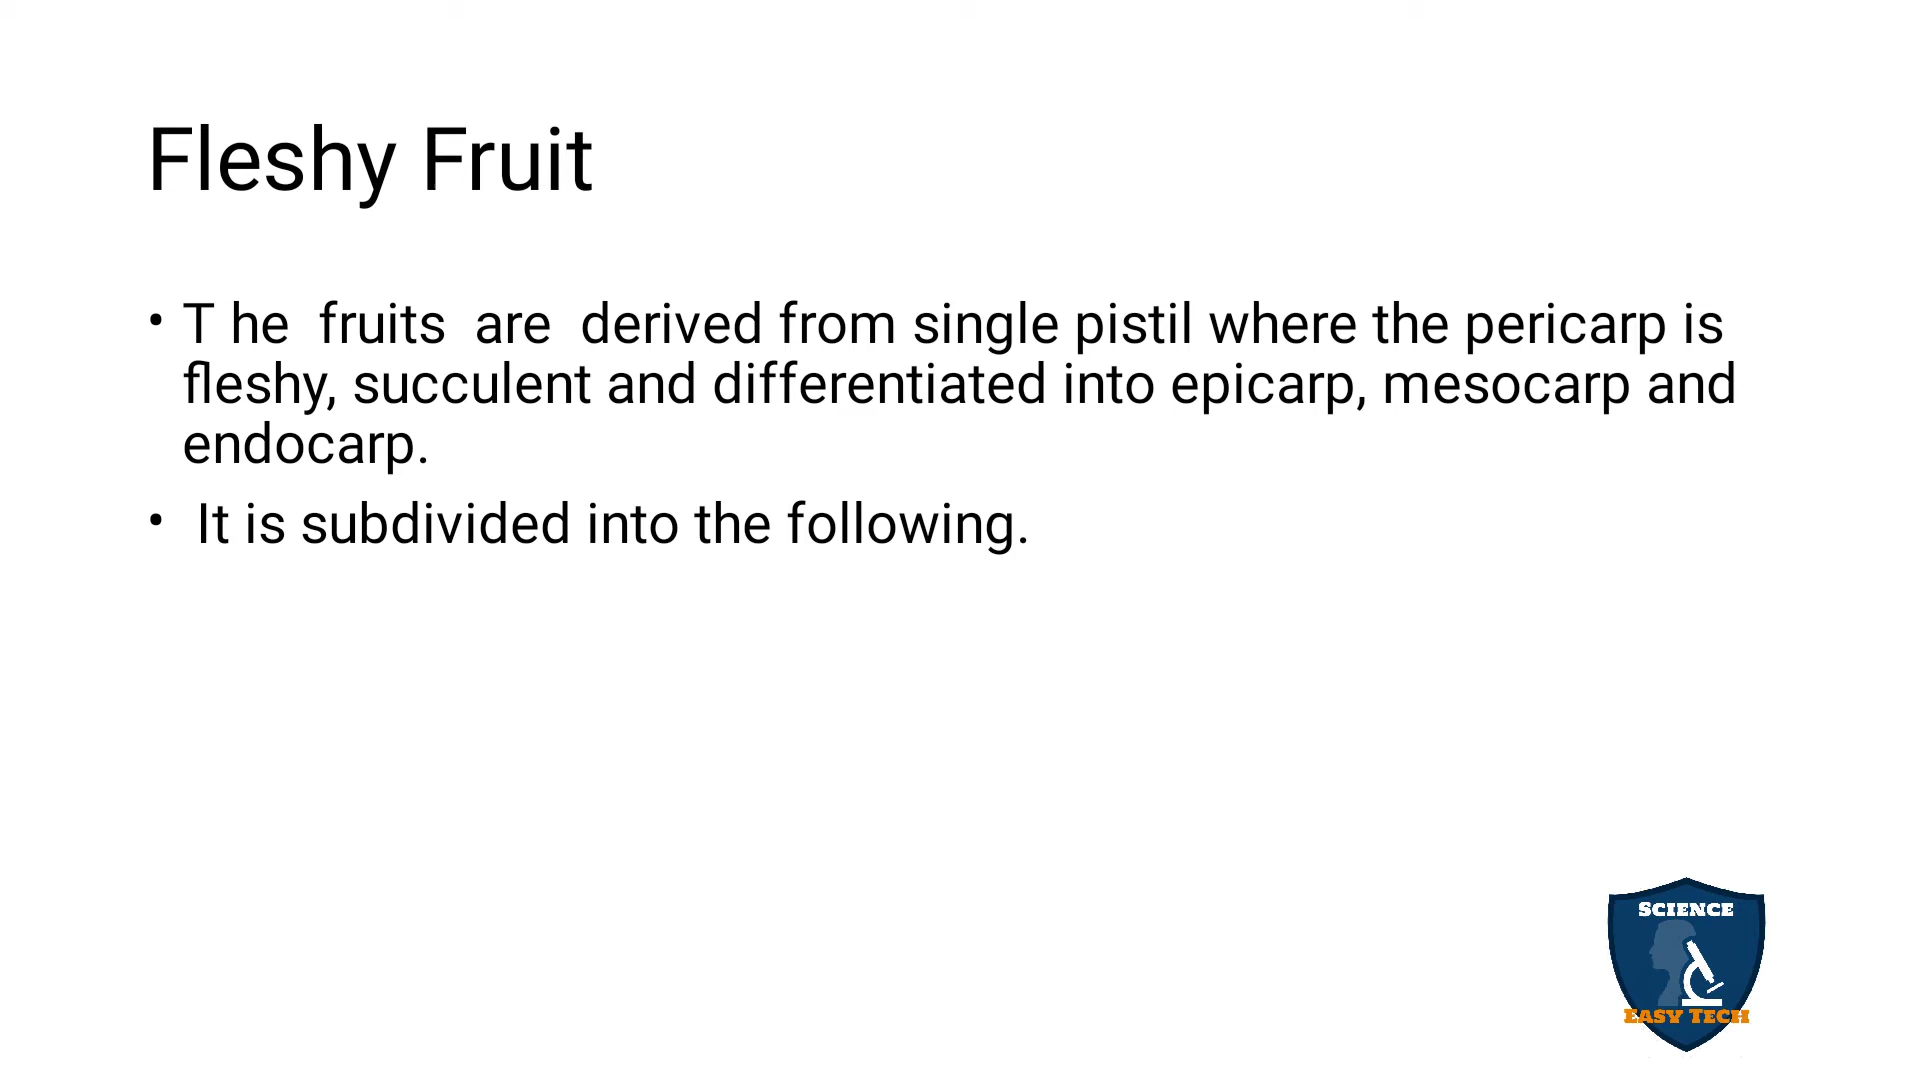 Fleshy Fruit
• T he  fruits  are  derived from single pistil where the pericarp is
fleshy, succulent and differentiated into epicarp, mesocarp and
endocarp.
•  It is subdivided into the following.
SCIENCE
EASY TECH